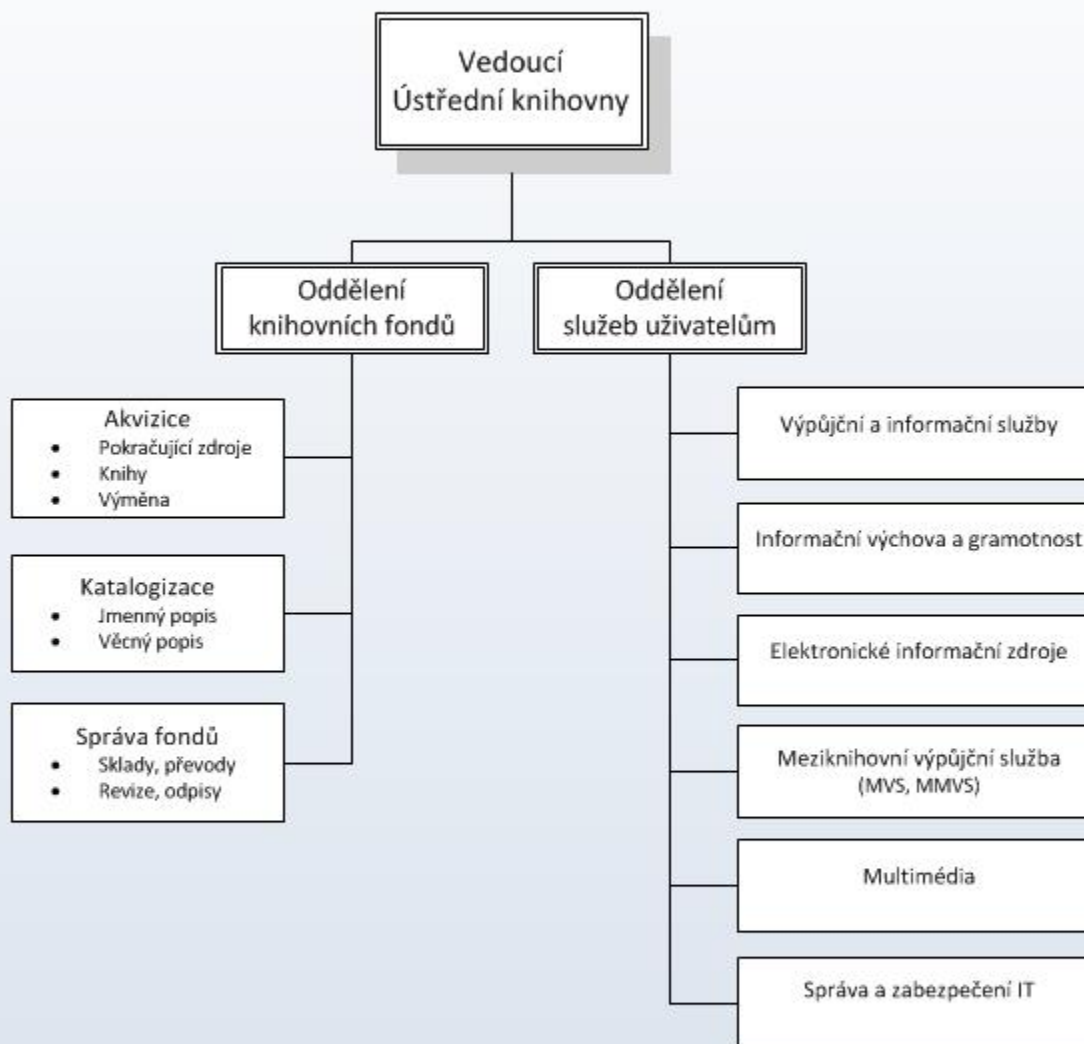 Vedoucí
Ústřední knihovny
Oddělení
knihovních fondů
Oddělení
služeb uživatelům
Akvizice
• Pokračující zdroje
• Knihy
• Výměna
Katalogizace
• Jmenný popis
• Věcný popis
Správa fondů
• Sklady, převody
• Revize, odpisy
Výpůjční a informační služby
Informační výchova a gramotnost
Elektronické informační zdroje
Meziknihovní výpůjční služba
(MVS, MMVS)
Multimédia
Správa a zabezpečení IT